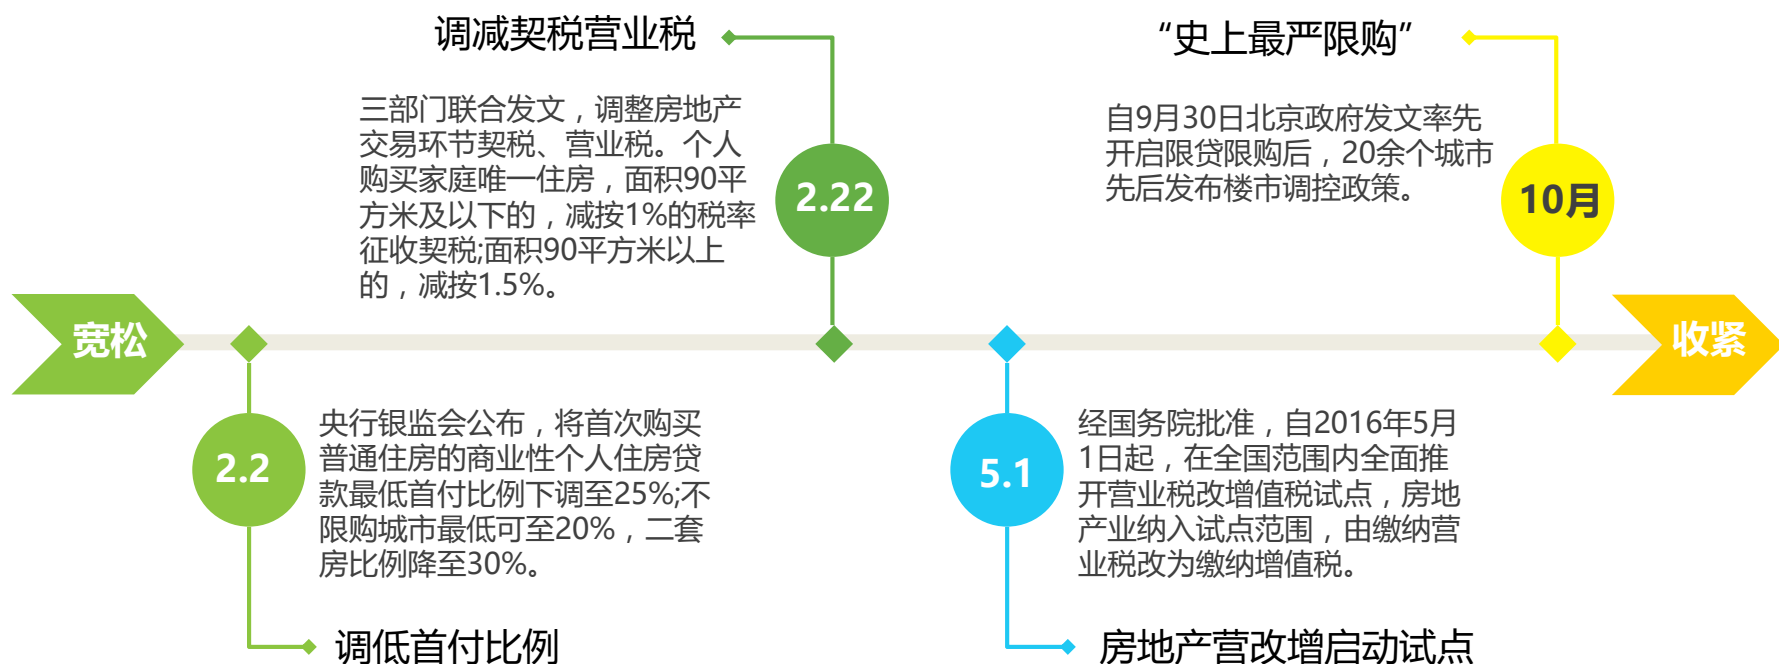 调减契税营业税
三部门联合发文，调整房地产
交易环节契税、营业税。个人
购买家庭唯一住房，面积90平
方米及以下的，减按1%的税率
征收契税;面积90平方米以上
的，减按1.5%。
2.22
“史上最严限购”
自9月30日北京政府发文率先
开启限贷限购后，20余个城市
先后发布楼市调控政策。
10月
宽松
收紧
2.2
央行银监会公布，将首次购买
普通住房的商业性个人住房贷
款最低首付比例下调至25%;不
限购城市最低可至20%，二套
房比例降至30%。
调低首付比例
5.1
经国务院批准，自2016年5月
1日起，在全国范围内全面推
开营业税改增值税试点，房地
产业纳入试点范围，由缴纳营
业税改为缴纳增值税。
房地产营改增启动试点